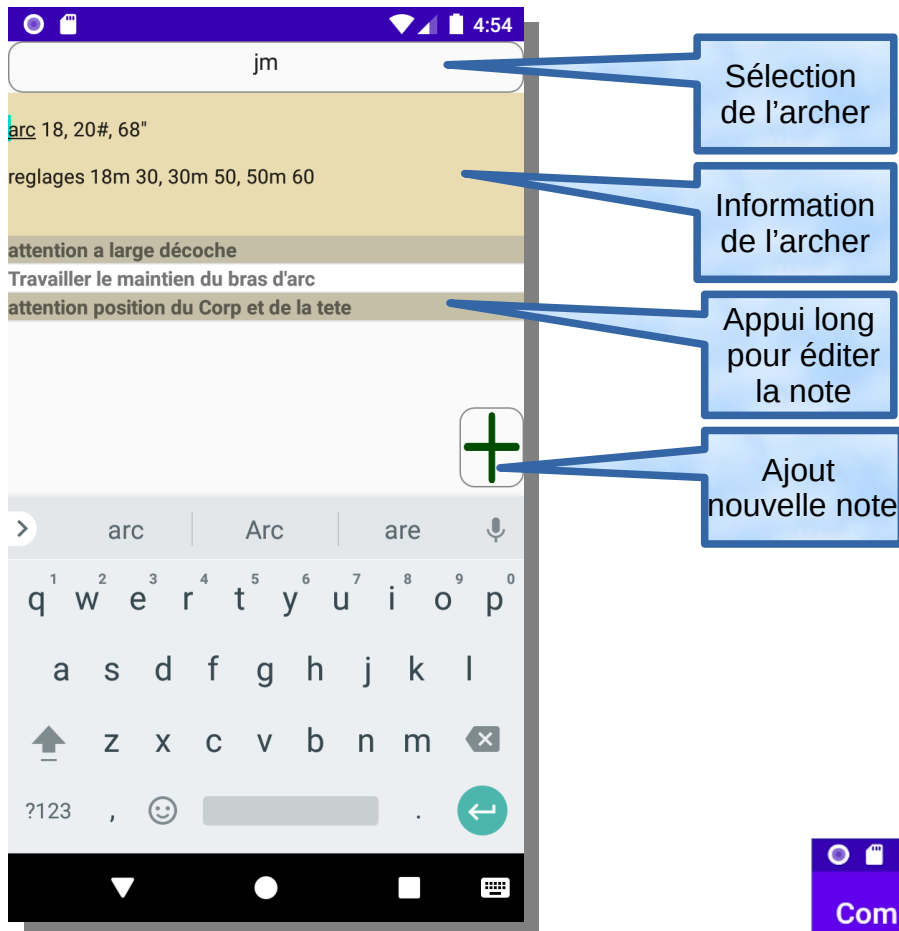 4:54
jm
Sélection
de l’archer
arc 18, 20#, 68"
reglages 18m 30, 30m 50, 50m 60
Information
de l’archer
attention a large décoche
Travailler le maintien du bras d'arc
attention position du Corp et de la tete
Appui long
pour éditer
la note
Ajout
nouvelle note
arc Arc are
1 2 3 4 5 6 7 8 9 0
q w e r t y u i o p
a s d f g h j k l
z x c v b n m
?123 , .
Com